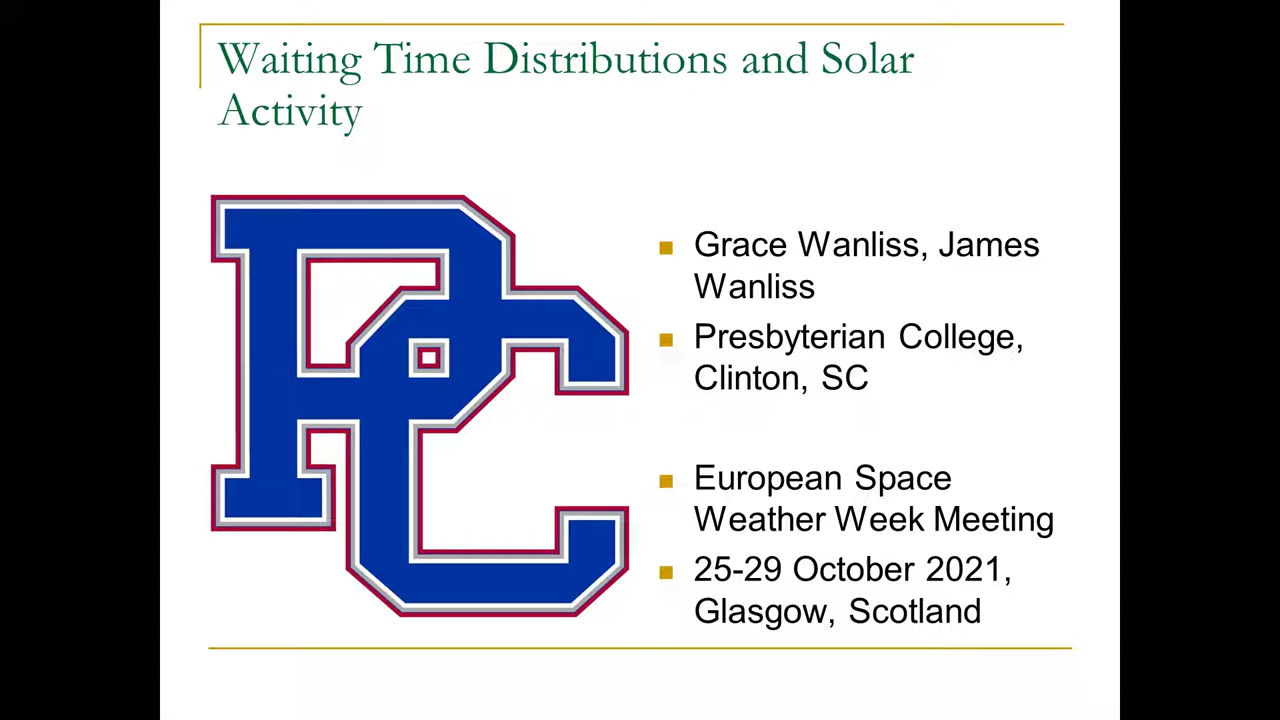 Waiting Time Distributions and Solar
Activity
PC
Grace Wanliss, James
Wanliss
Presbyterian College,
Clinton, SC
European Space
Weather Week Meeting
25-29 October 2021,
Glasgow, Scotland